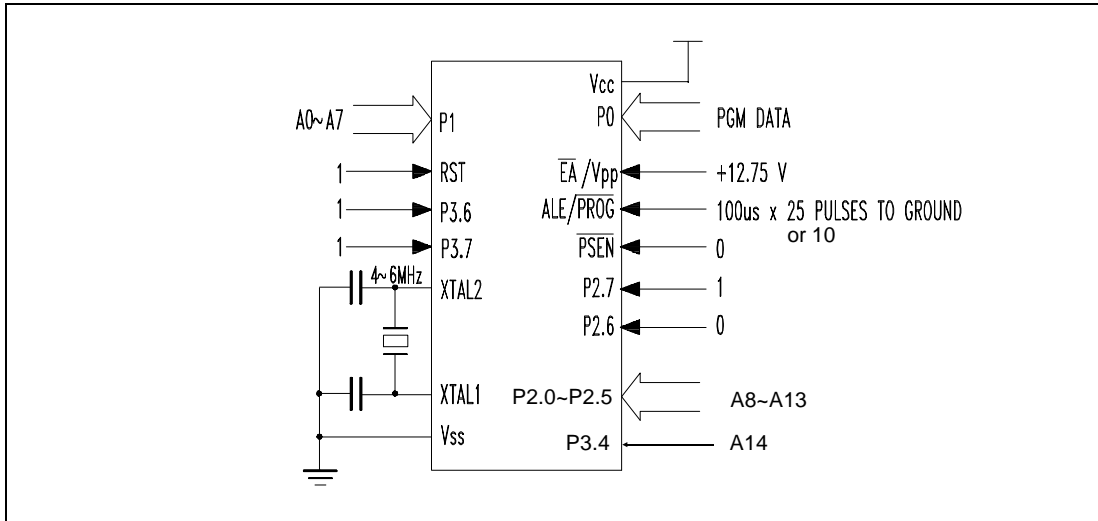 Vcc
A0~A7 P1 P0 PGM DATA
1 RST EA/Vpp +12.75 V
1 P3.6 ALE/PROG 100us x 25 PULSES TO GROUND
or 10
1 P3.7 PSEN 0
4~6MHz XTAL2 P2.7 1
P2.6 0
XTAL1 P2.0~P2.5 A8~A13
Vss P3.4 A14